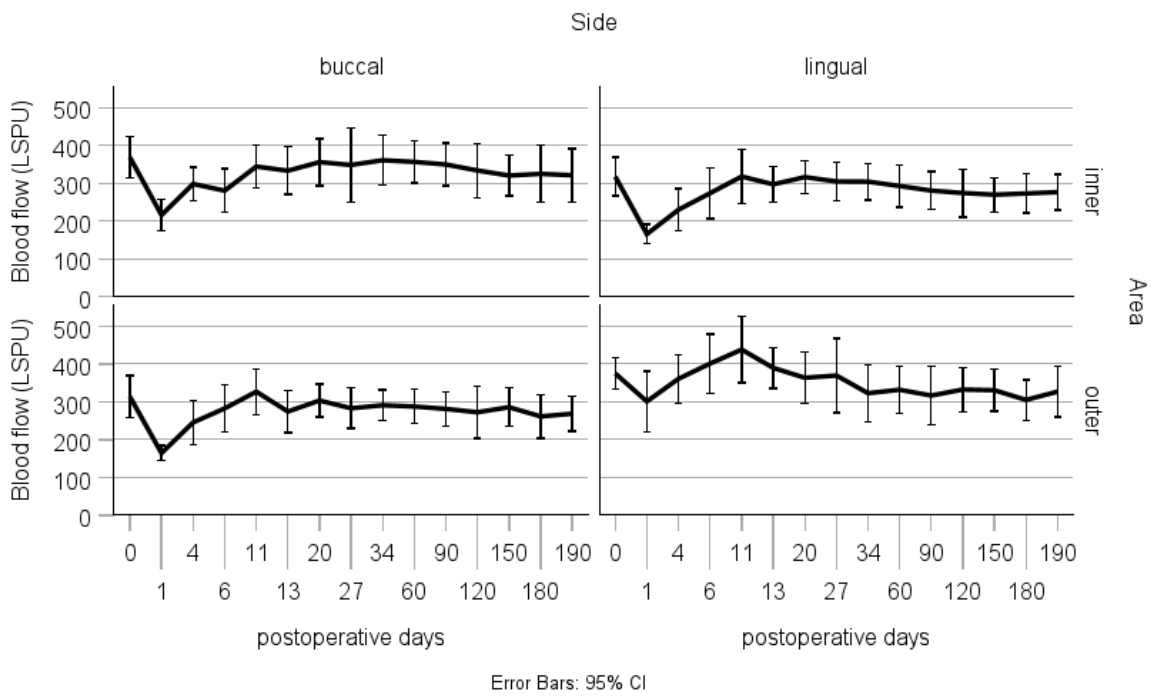 Side
buccal
lingual
Blood flow (LSPU)
500
400
300
200
100
0
inner
Area
Blood flow (LSPU)
500
400
300
200
100
0
outer
0 4 11 20 34 90 150 190
1 6 13 27 60 120 180
0 4 11 20 34 90 150 190
1 6 13 27 60 120 180
postoperative days
postoperative days
Error Bars: 95% CI